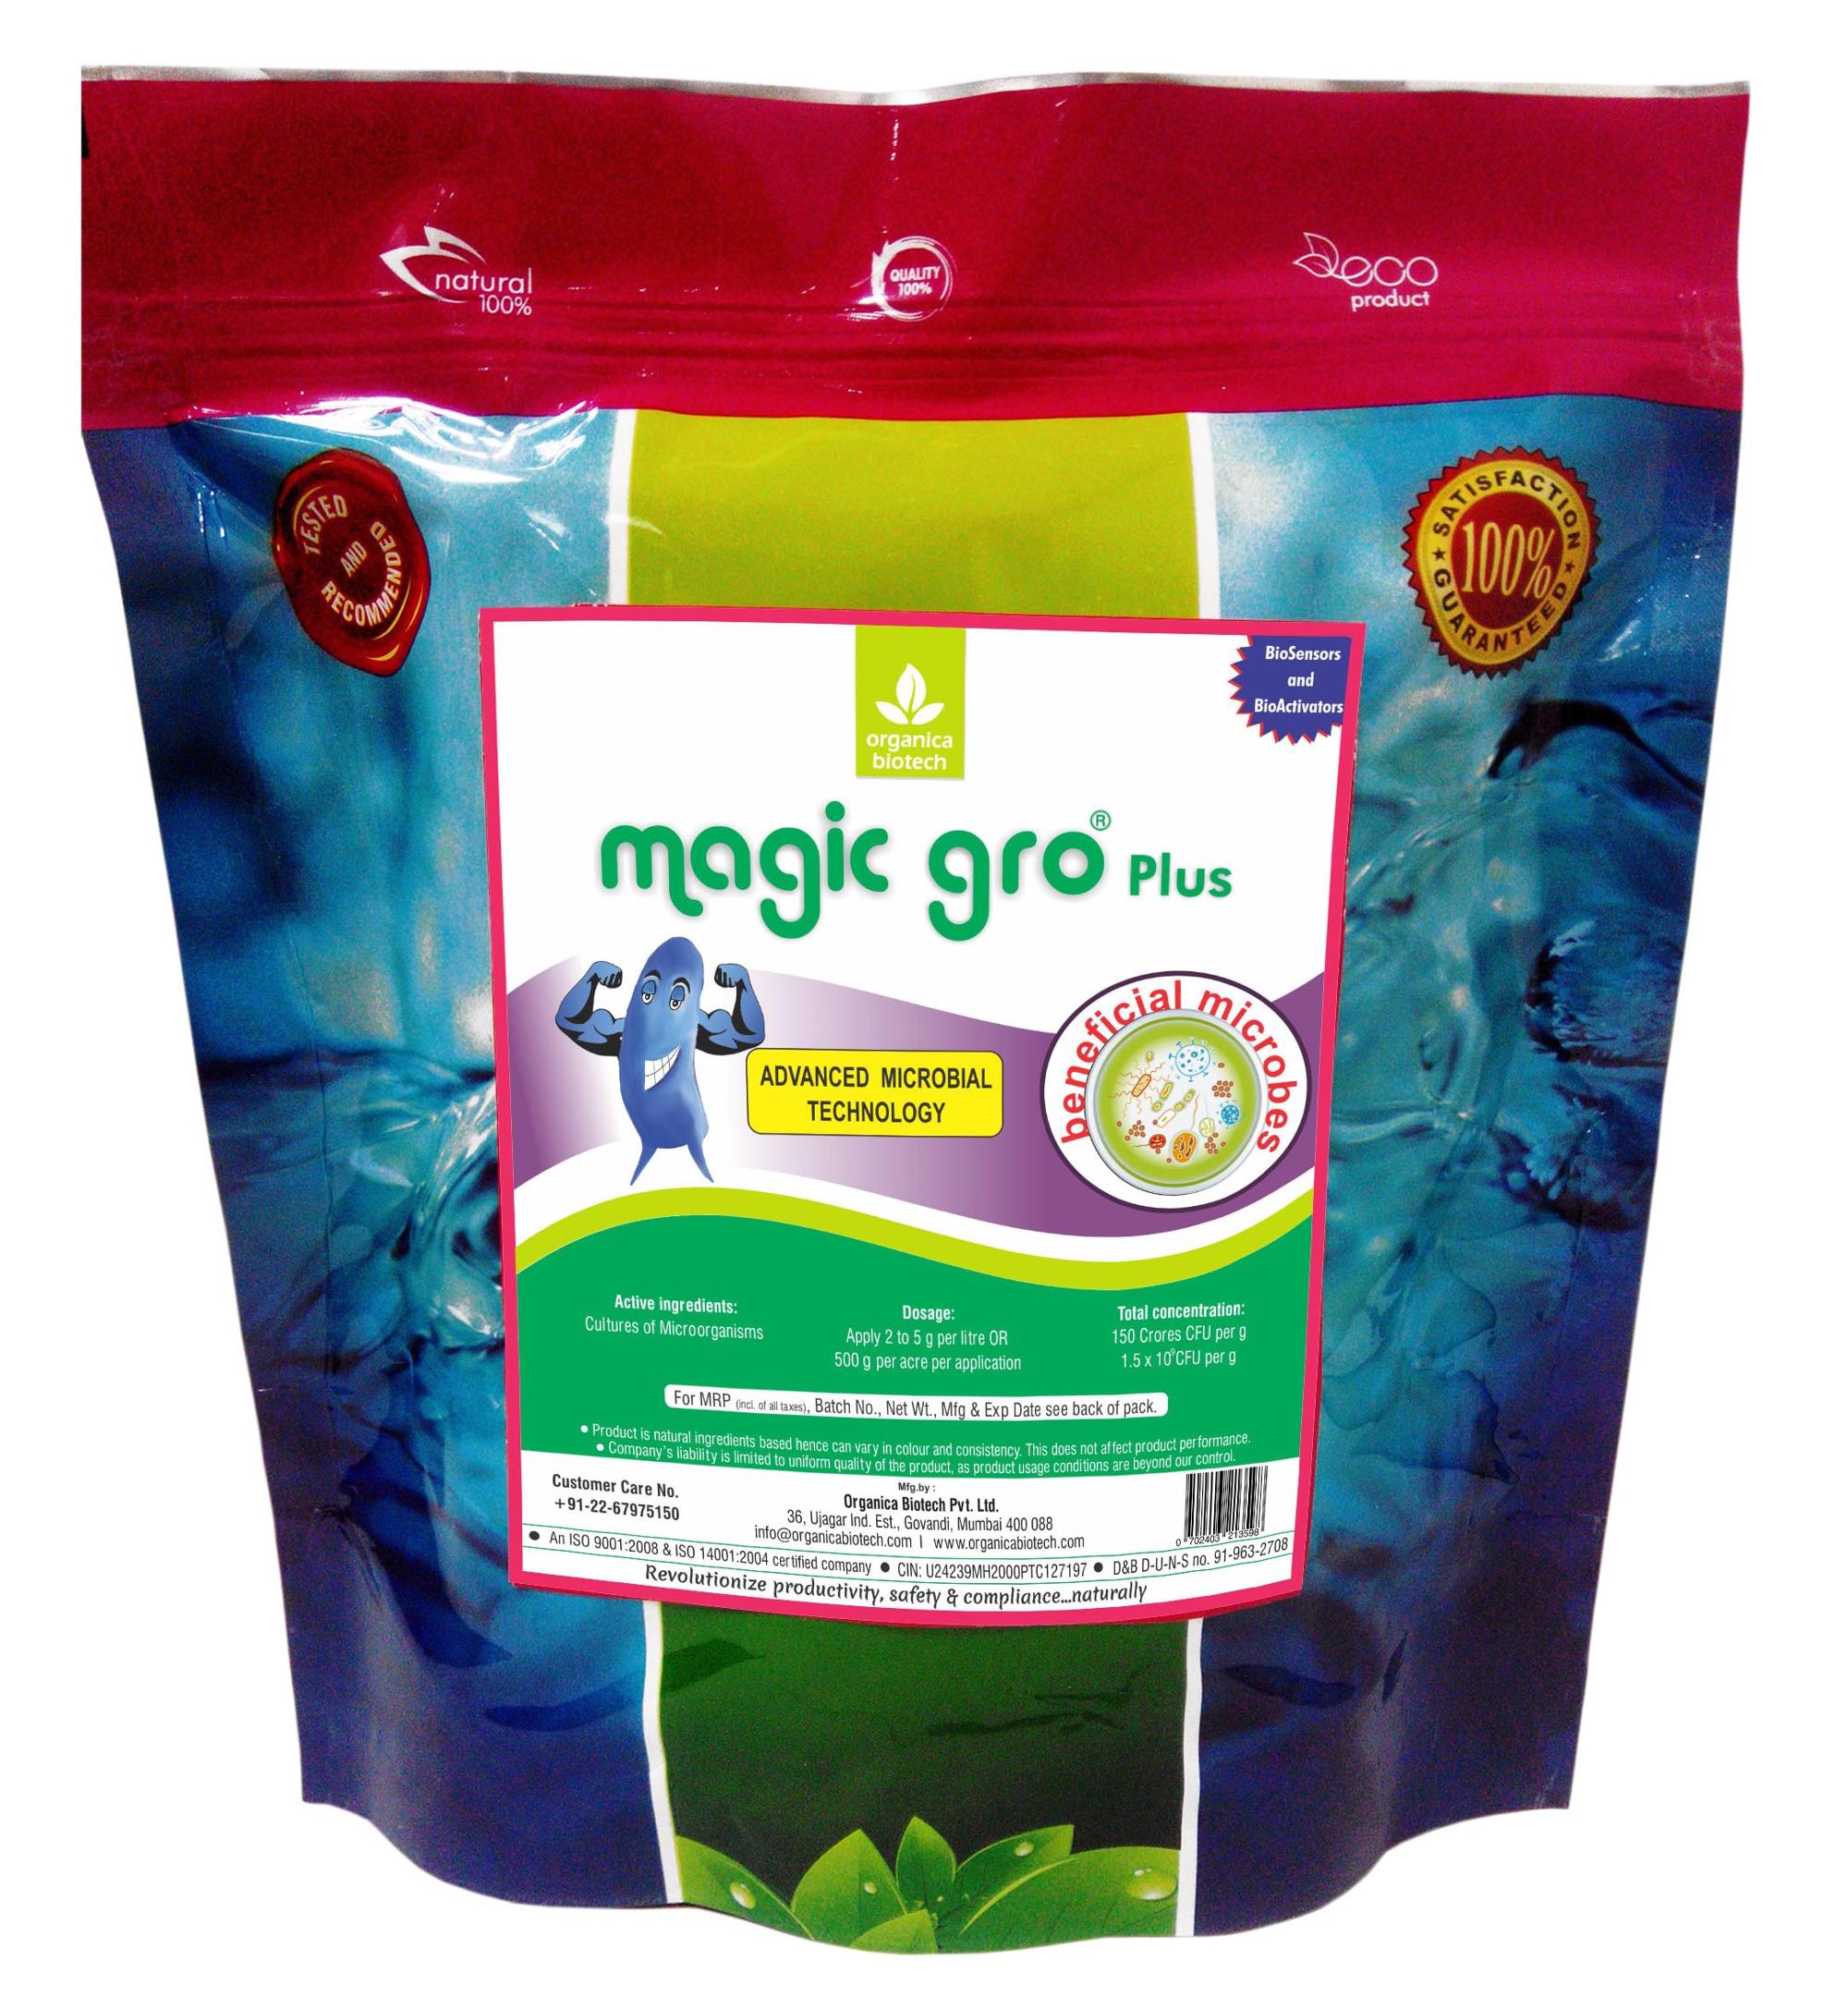 natural
100%
QUALITY
100%
eco
product
TESTED
AND
RECOMMENDED
SATISFACTION
100%
GUARANTEED
BioSensors
and
BioActivators
organica
biotech
magic gro® Plus
ADVANCED MICROBIAL
TECHNOLOGY
beneficial microbes
Active ingredients:
Cultures of Microorganisms
Dosage:
Apply 2 to 5 g per litre OR
500 g per acre per application
Total concentration:
150 Crores CFU per g
1.5 x 10⁹CFU per g
For MRP (incl. of all taxes), Batch No., Net Wt., Mfg & Exp Date see back of pack.
• Product is natural ingredients based hence can vary in colour and consistency. This does not affect product performance.
• Company's liability is limited to uniform quality of the product, as product usage conditions are beyond our control.
Customer Care No.
+91-22-67975150
Mfg.by :
Organica Biotech Pvt. Ltd.
36, Ujagar Ind. Est., Govandi, Mumbai 400 088
info@organicabiotech.com | www.organicabiotech.com
0 702403 213598
• An ISO 9001:2008 & ISO 14001:2004 certified company • CIN: U24239MH2000PTC127197 • D&B D-U-N-S no. 91-963-2708
Revolutionize productivity, safety & compliance...naturally